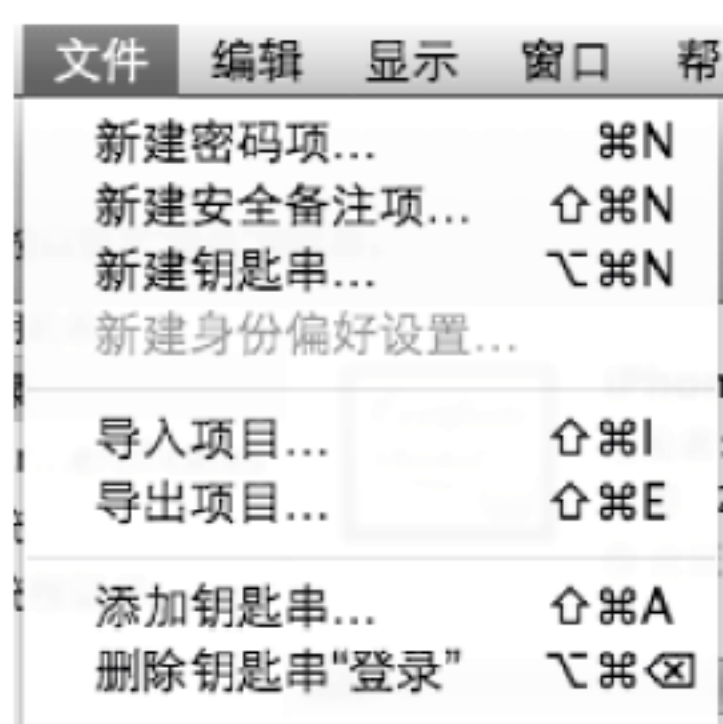 文件 编辑 显示 窗口 帮
新建密码项... ⌘N
新建安全备注项... ⇧⌘N
新建钥匙串... ⌥⌘N
新建身份偏好设置...
导入项目... ⇧⌘I
导出项目... ⇧⌘E
添加钥匙串... ⇧⌘A
删除钥匙串“登录” ⌥⌘⌫